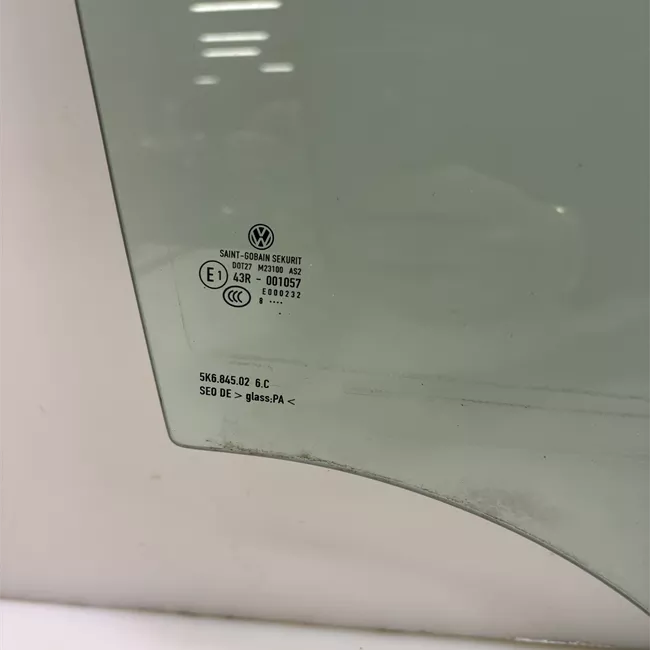 SAINT-GOBAIN SEKURIT
DOT27 M23100 AS2
E1 43R - 001057
CCC E000232
8 ....
5K6.845.02 6.C
SEO DE > glass:PA <